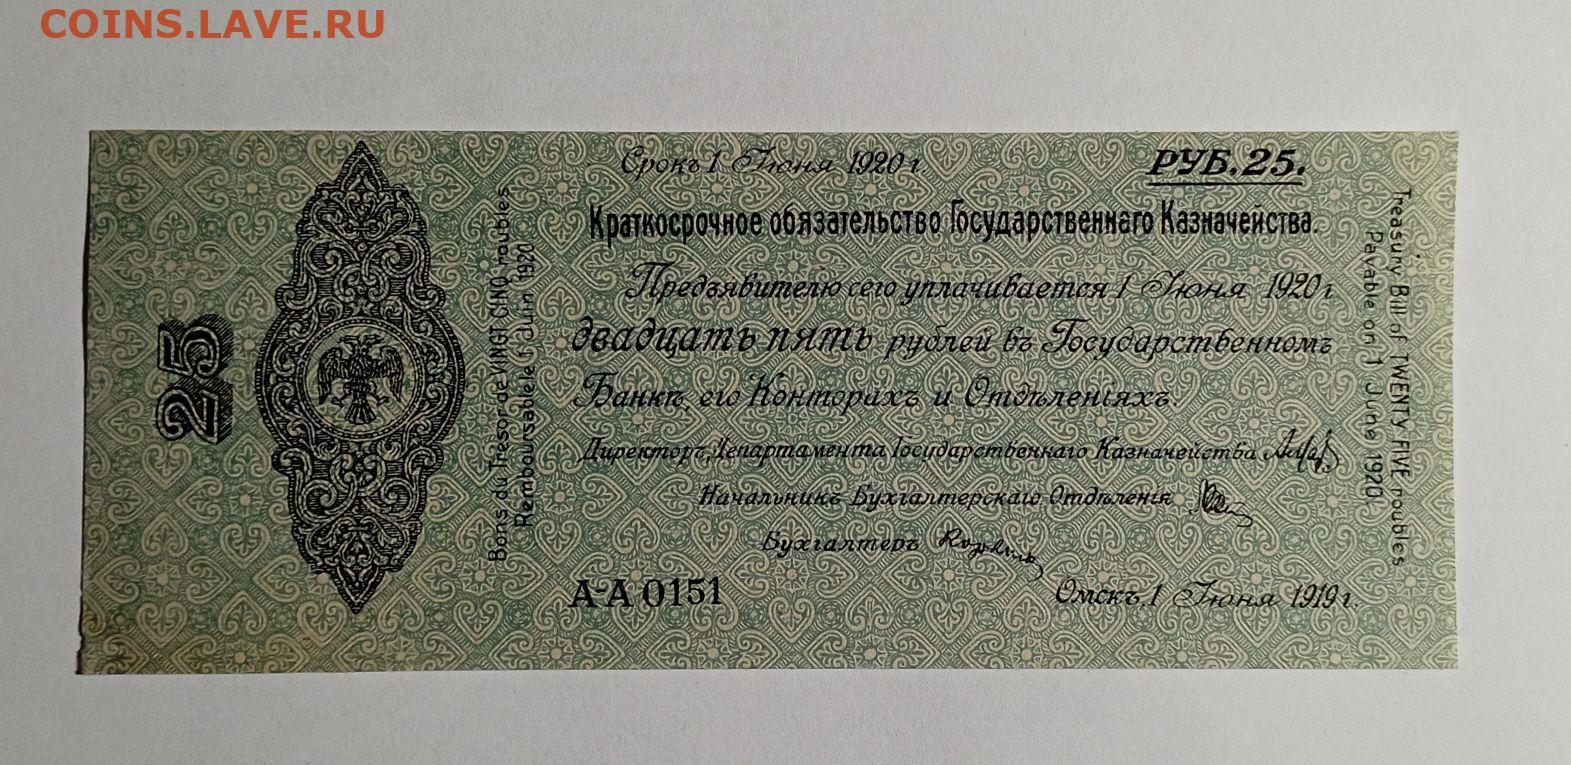 COINS.LAVE.RU
Срокъ 1 Іюня 1920 г.
РУБ. 25.
Краткосрочное обязательство Государственнаго Казначейства.
Предъявителю сего уплачивается 1 Іюня 1920 г
двадцать пять рублей въ Государственномъ
Банкѣ, его Конторахъ и Отдѣленіяхъ.
Директоръ Департамента Государственнаго Казначейства
Начальникъ Бухгалтерскаго Отдѣленія
Бухгалтеръ
А-А 0151
Омскъ, 1 Іюня 1919 г.
25
Bons du Tresor de VINGT CINQ roubles
Remboursable le 1 Juin 1920
Treasury Bill of TWENTY FIVE roubles
Payable on 1 June 1920